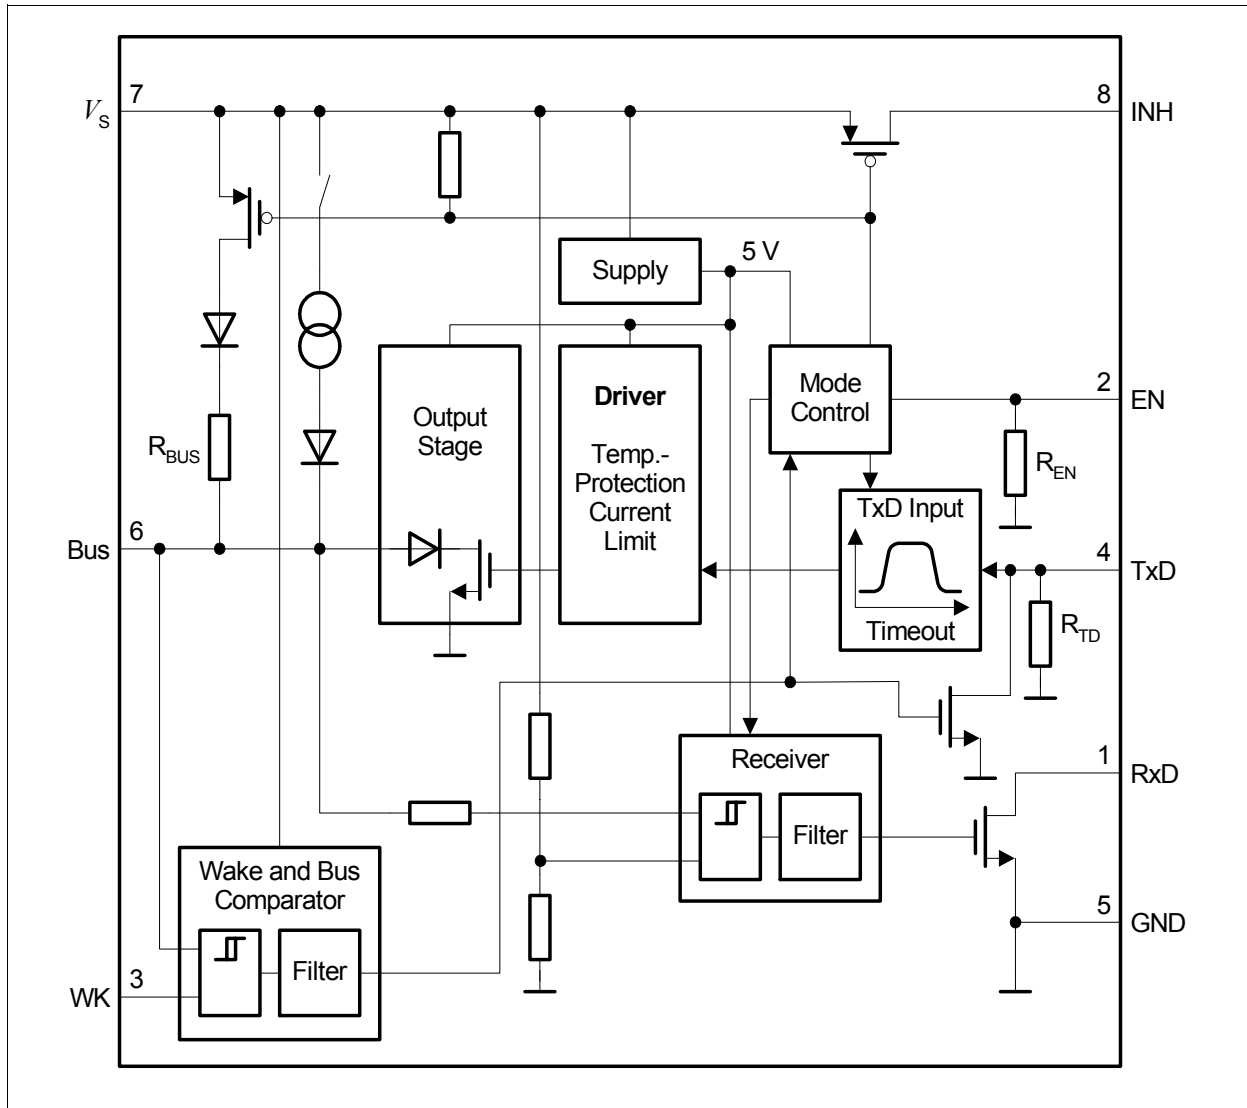 7
V_S
8
INH
5 V
Supply
Output
Stage
Driver
Temp.-
Protection
Current
Limit
Mode
Control
2
EN
R_BUS
R_EN
6
Bus
TxD Input
Timeout
4
TxD
R_TD
Receiver
Filter
1
RxD
Wake and Bus
Comparator
Filter
5
GND
3
WK